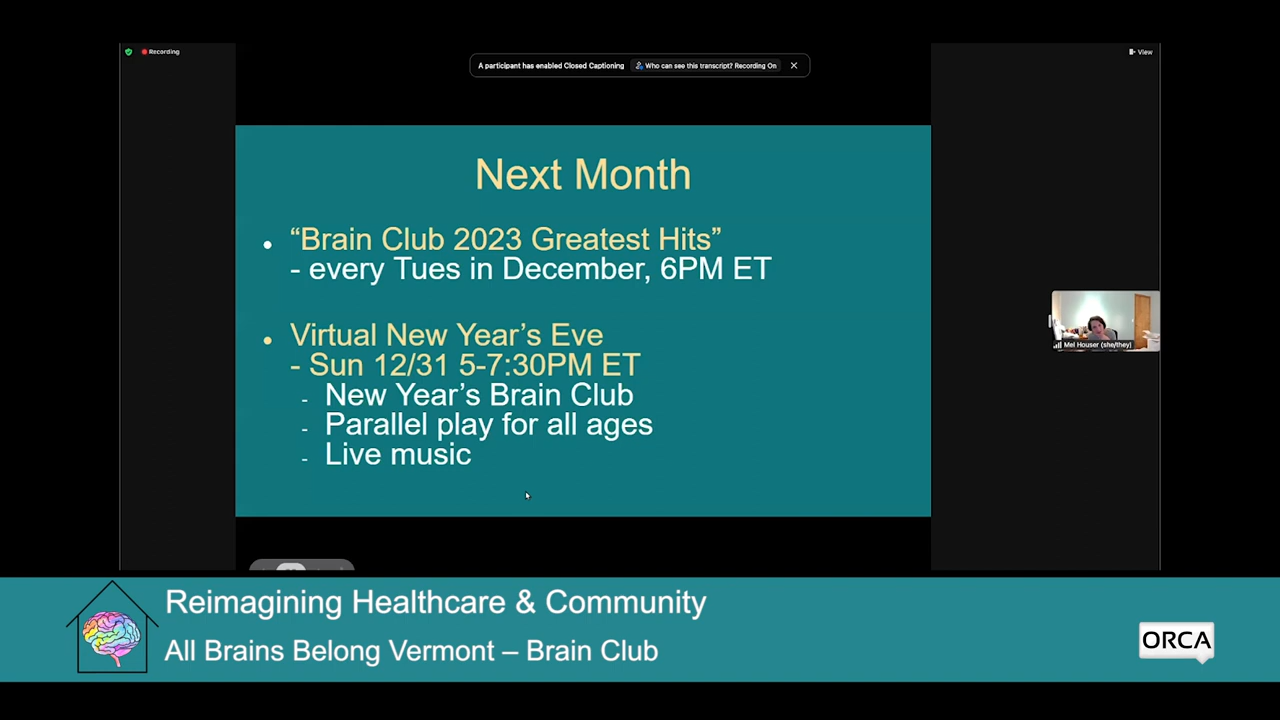 Recording
A participant has enabled Closed Captioning
Who can see this transcript? Recording On
View
Next Month
• “Brain Club 2023 Greatest Hits”
- every Tues in December, 6PM ET
• Virtual New Year’s Eve
- Sun 12/31 5-7:30PM ET
- New Year’s Brain Club
- Parallel play for all ages
- Live music
Mel Houser (she/they)
Reimagining Healthcare & Community
All Brains Belong Vermont – Brain Club
ORCA